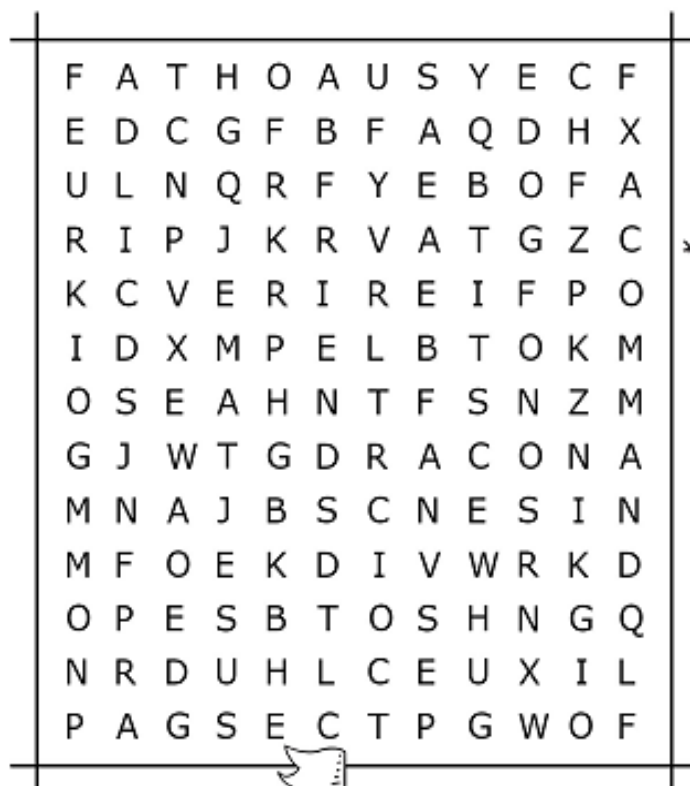 F A T H O A U S Y E C F
E D C G F B F A Q D H X
U L N Q R F Y E B O F A
R I P J K R V A T G Z C
K C V E R I R E I F P O
I D X M P E L B T O K M
O S E A H N T F S N Z M
G J W T G D R A C O N A
M N A J B S C N E S I N
M F O E K D I V W R K D
O P E S B T O S H N G Q
N R D U H L C E U X I L
P A G S E C T P G W O F